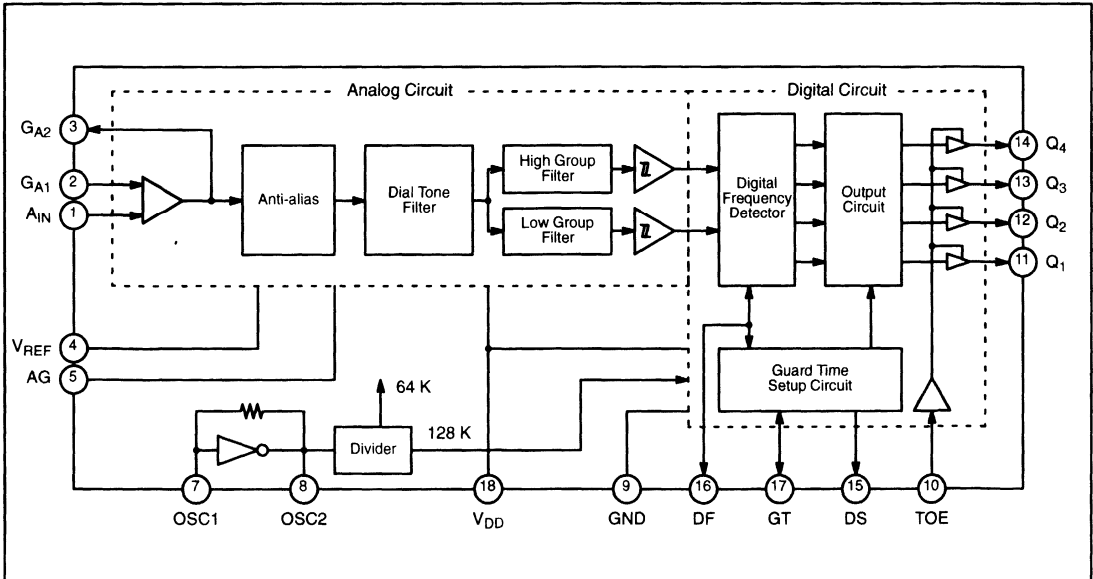 Analog Circuit
Digital Circuit
3
GA2
2
GA1
1
AIN
Anti-alias
Dial Tone
Filter
High Group
Filter
Low Group
Filter
Digital
Frequency
Detector
Output
Circuit
14
Q4
13
Q3
12
Q2
11
Q1
4
VREF
5
AG
Guard Time
Setup Circuit
64 K
128 K
Divider
7
8
18
9
16
17
15
10
OSC1
OSC2
VDD
GND
DF
GT
DS
TOE